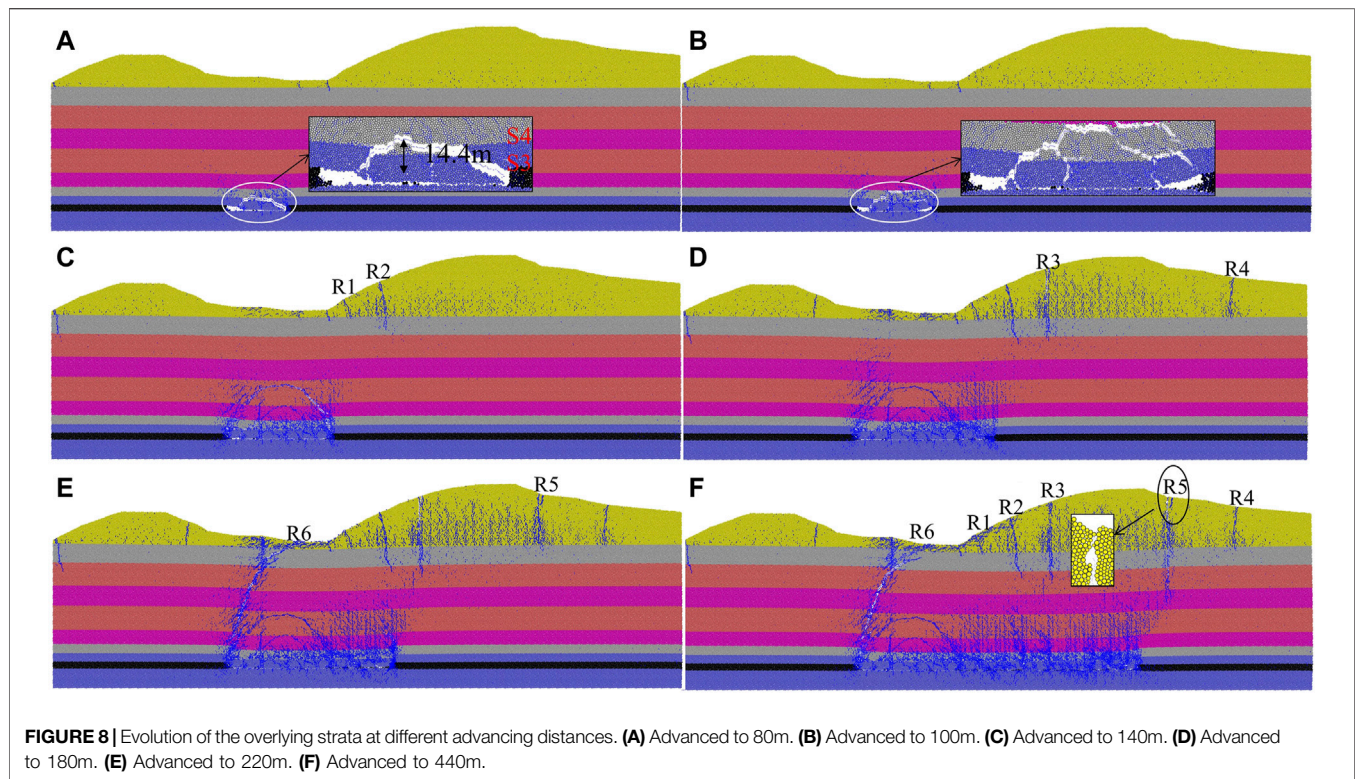 A
B
S4
14.4m
S3
C
R1
R2
D
R3
R4
E
R5
R6
F
R6
R1
R2
R3
R5
R4
FIGURE 8 | Evolution of the overlying strata at different advancing distances. (A) Advanced to 80m. (B) Advanced to 100m. (C) Advanced to 140m. (D) Advanced
to 180m. (E) Advanced to 220m. (F) Advanced to 440m.